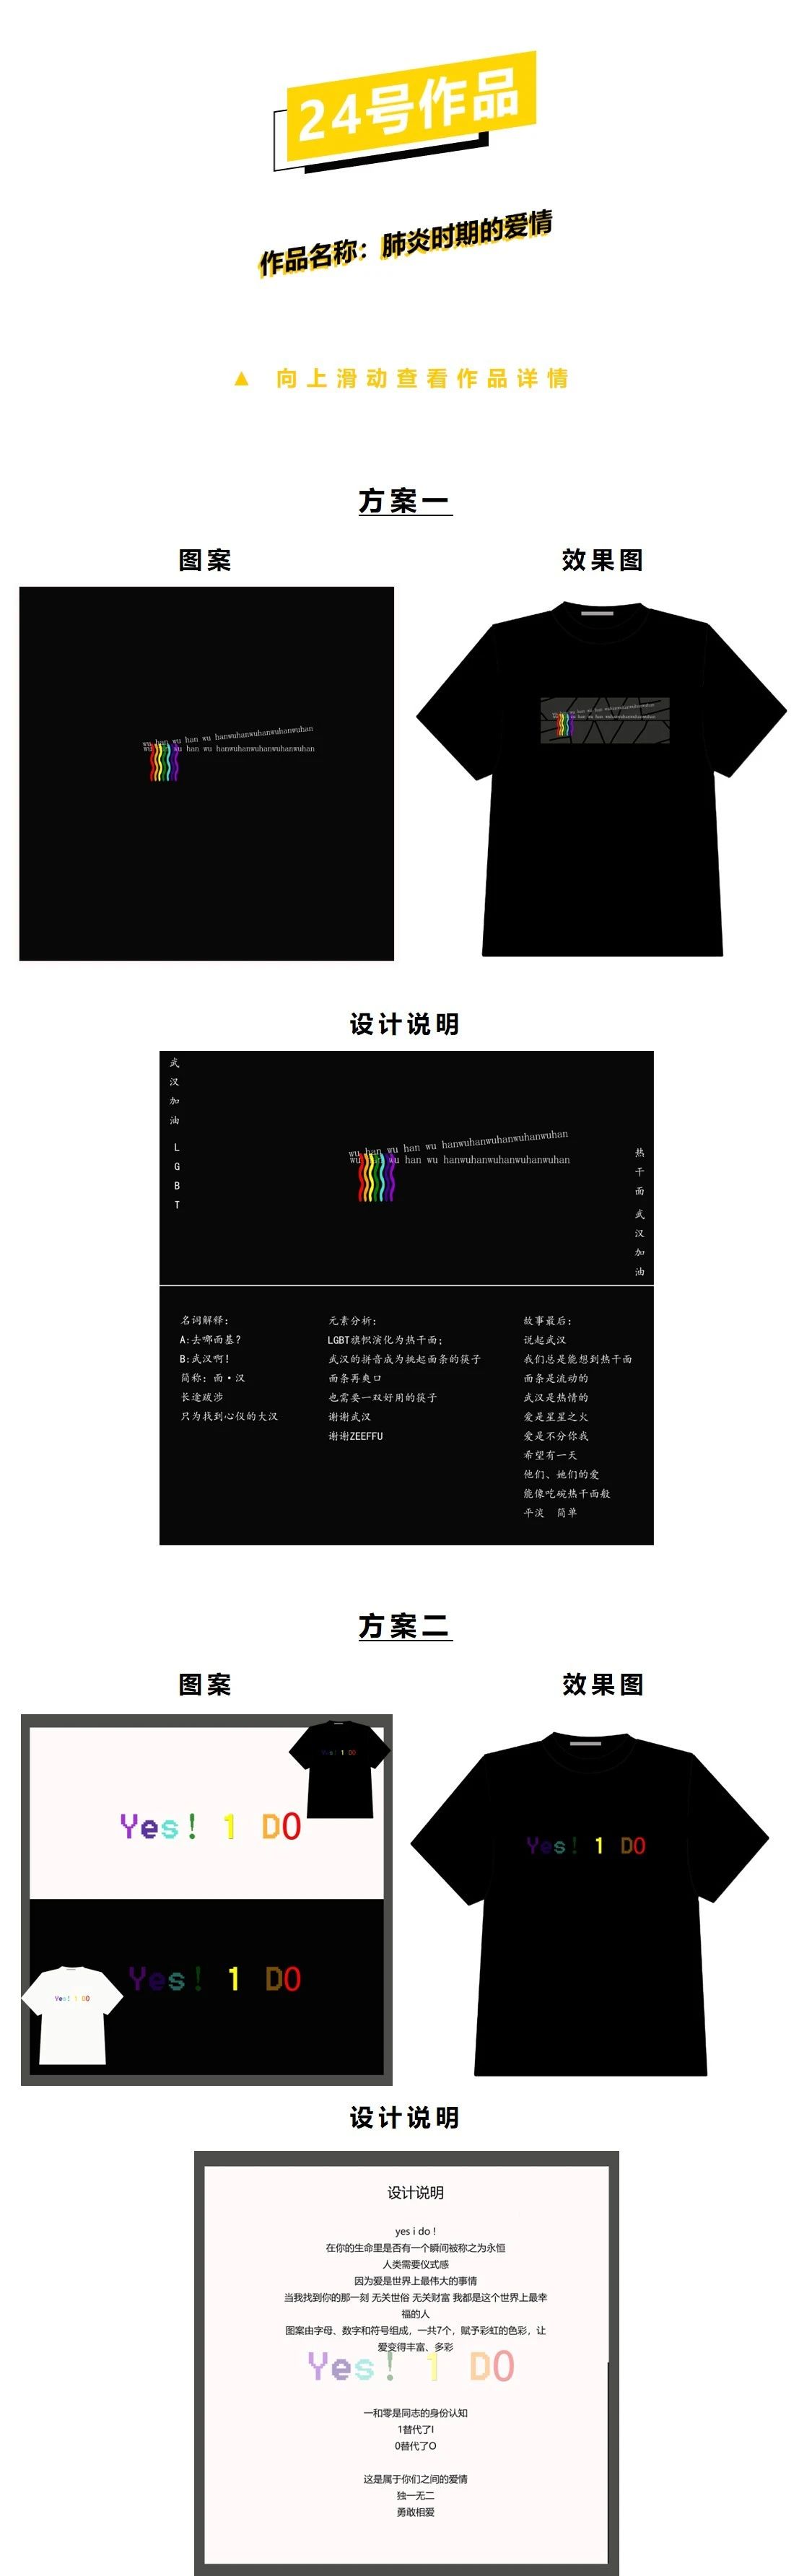 24号作品
作品名称：肺炎时期的爱情
▲ 向上滑动查看作品详情
方案一
图案
效果图
wu han wu han wu hanwuhanwuhanwuhanwuhan
wu han wu han wu hanwuhanwuhanwuhanwuhan
设计说明
武汉加油
LGBT
wu han wu han wu hanwuhanwuhanwuhanwuhan
wu han wu han wu hanwuhanwuhanwuhanwuhan
热干面
武汉加油
名词解释：
A:去哪面基？
B:武汉啊！
简称：面·汉
长途跋涉
只为找到心仪的大汉
元素分析：
LGBT旗帜演化为热干面；
武汉的拼音成为挑起面条的筷子
面条再爽口
也需要一双好用的筷子
谢谢武汉
谢谢ZEEFFU
故事最后：
说起武汉
我们总是能想到热干面
面条是流动的
武汉是热情的
爱是星星之火
爱是不分你我
希望有一天
他们、她们的爱
能像吃碗热干面般
平淡 简单
方案二
图案
效果图
Yes! 1 DO
Yes! 1 DO
Yes! 1 DO
Yes! 1 DO
Yes! 1 DO
设计说明
设计说明
yes i do !
在你的生命里是否有一个瞬间被称之为永恒
人类需要仪式感
因为爱是世界上最伟大的事情
当我找到你的那一刻 无关世俗 无关财富 我都是这个世界上最幸
福的人
图案由字母、数字和符号组成，一共7个，赋予彩虹的色彩，让
爱变得丰富、多彩
Yes! 1 DO
一和零是同志的身份认知
1替代了I
0替代了O
这是属于你们之间的爱情
独一无二
勇敢相爱